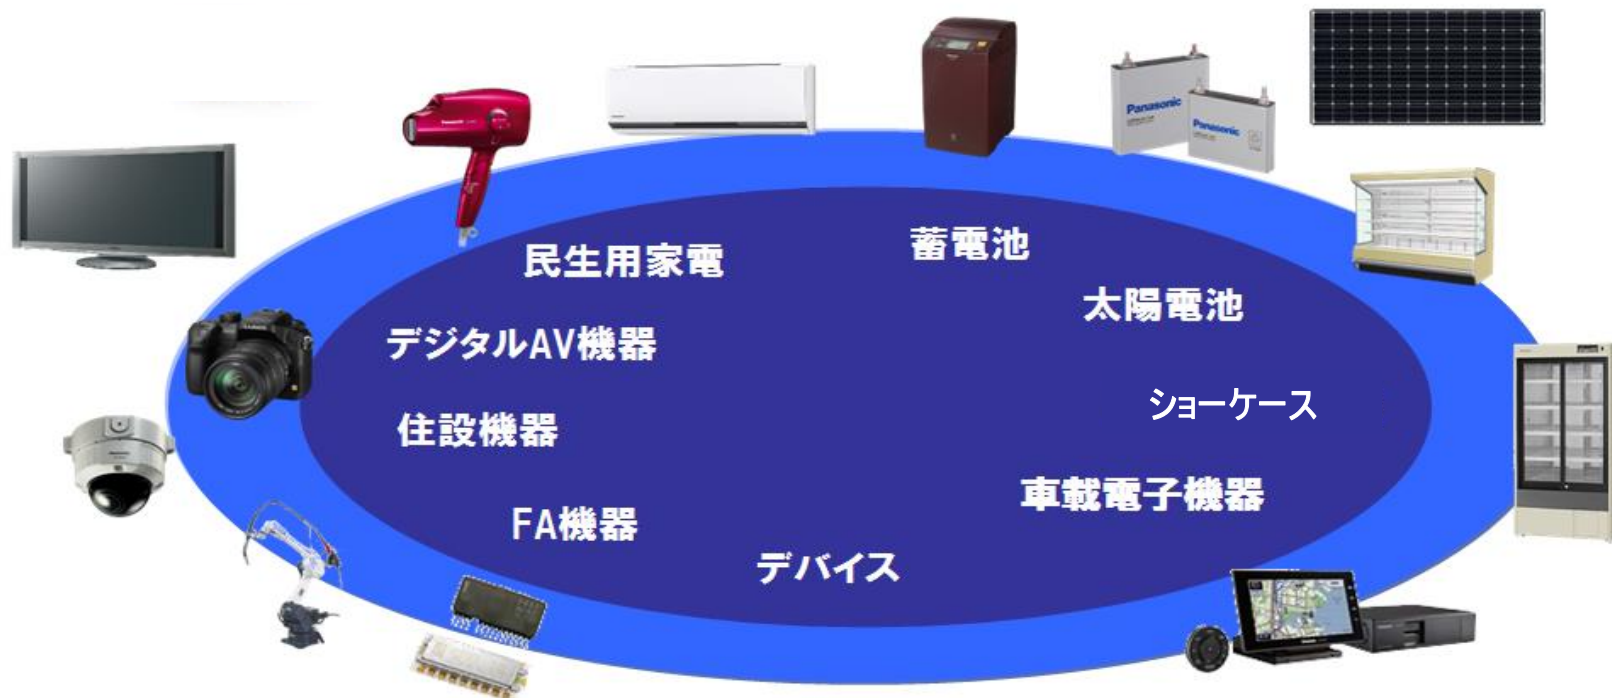 Panasonic
Panasonic
民生用家電
蓄電池
太陽電池
デジタルAV機器
ショーケース
住設機器
車載電子機器
FA機器
デバイス